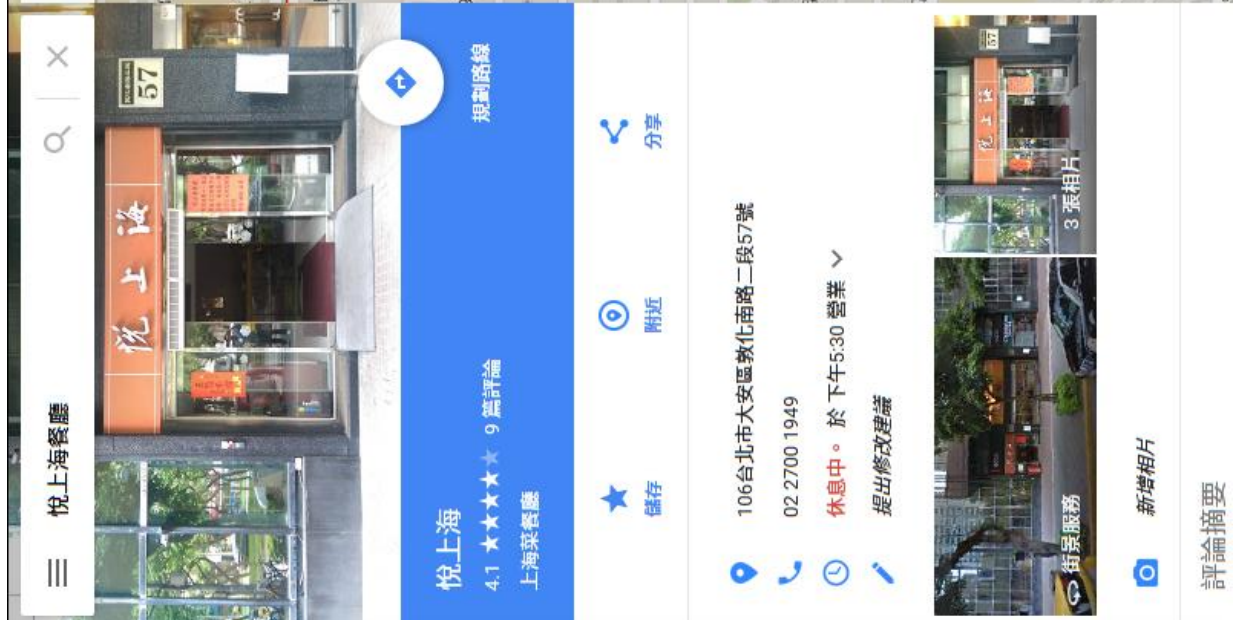 悅上海餐廳
57
悅上海
悅上海
4.1 ★★★★★ 9 篇評論
上海菜餐廳
規劃路線
儲存
附近
分享
106台北市大安區敦化南路二段57號
02 2700 1949
休息中。 於 下午5:30 營業
提出修改建議
街景服務
悅上海
57
3 張相片
新增相片
評論摘要